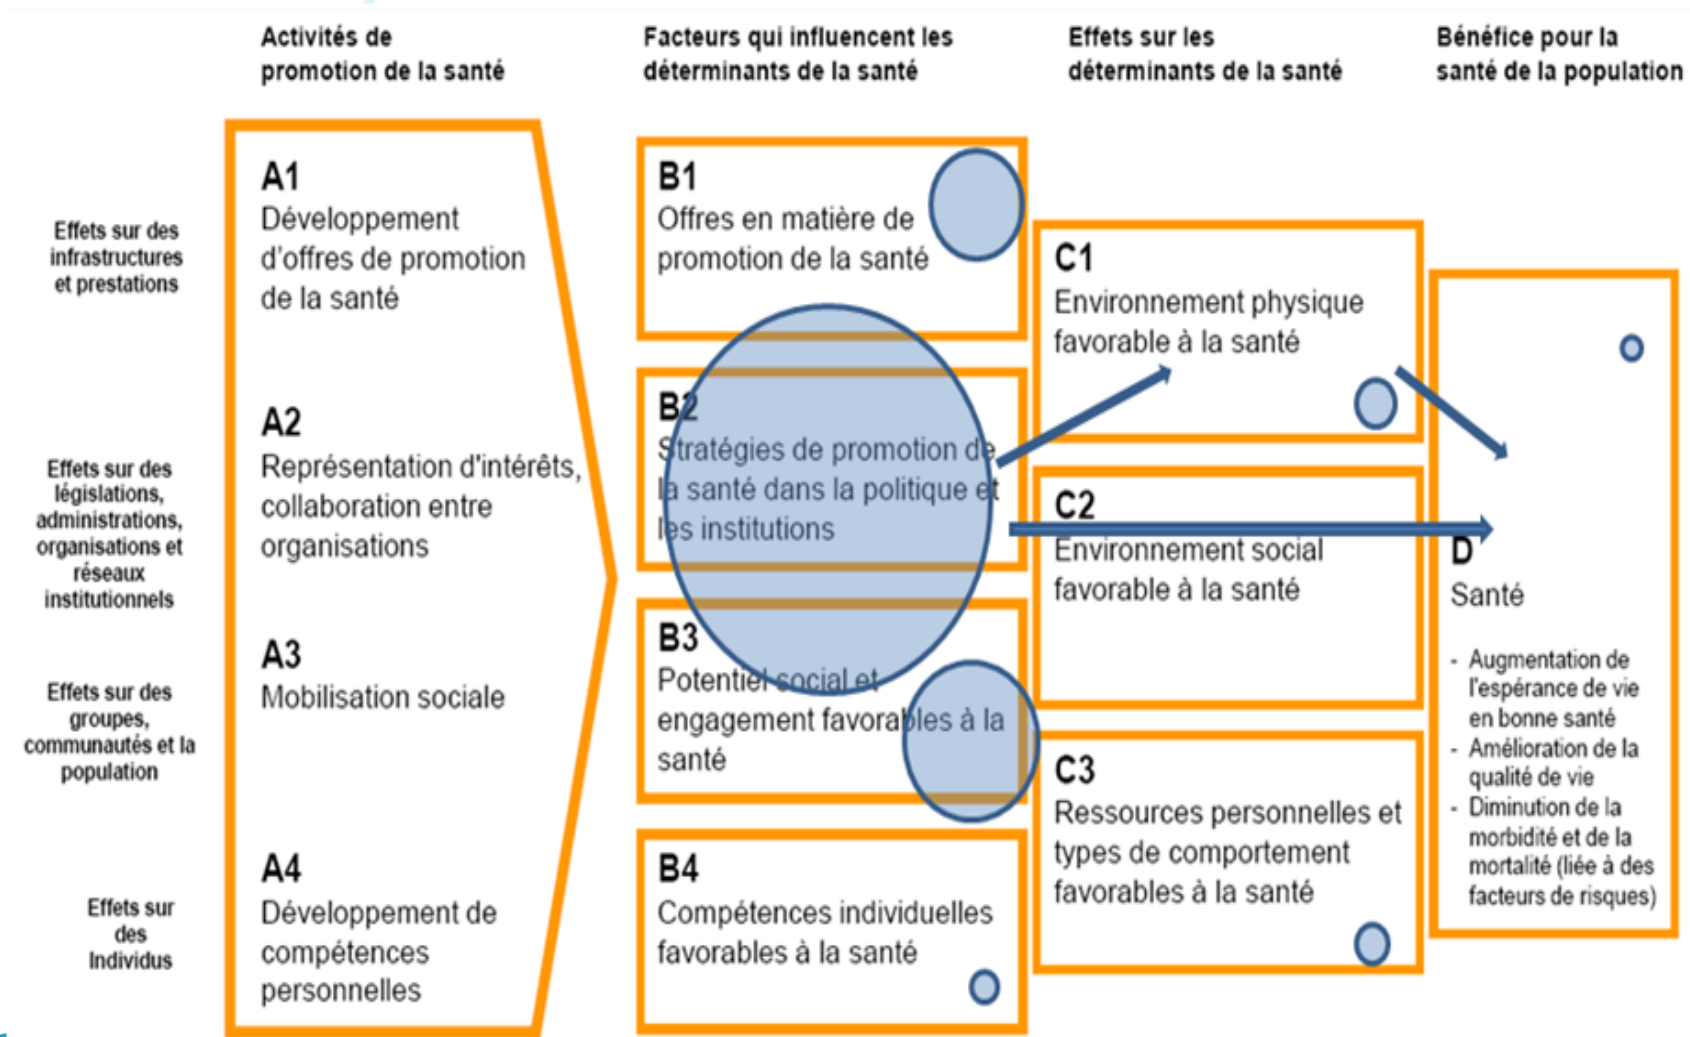 Activités de
promotion de la santé
Facteurs qui influencent les
déterminants de la santé
Effets sur les
déterminants de la santé
Bénéfice pour la
santé de la population
Effets sur des
infrastructures
et prestations
Effets sur des
législations,
administrations,
organisations et
réseaux
institutionnels
Effets sur des
groupes,
communautés et la
population
Effets sur
des
Individus
A1
Développement
d'offres de promotion
de la santé
A2
Représentation d'intérêts,
collaboration entre
organisations
A3
Mobilisation sociale
A4
Développement de
compétences
personnelles
B1
Offres en matière de
promotion de la santé
B2
Stratégies de promotion de
la santé dans la politique et
les institutions
B3
Potentiel social et
engagement favorables à la
santé
B4
Compétences individuelles
favorables à la santé
C1
Environnement physique
favorable à la santé
C2
Environnement social
favorable à la santé
C3
Ressources personnelles et
types de comportement
favorables à la santé
D
Santé
- Augmentation de
l'espérance de vie
en bonne santé
- Amélioration de la
qualité de vie
- Diminution de la
morbidité et de la
mortalité (liée à des
facteurs de risques)